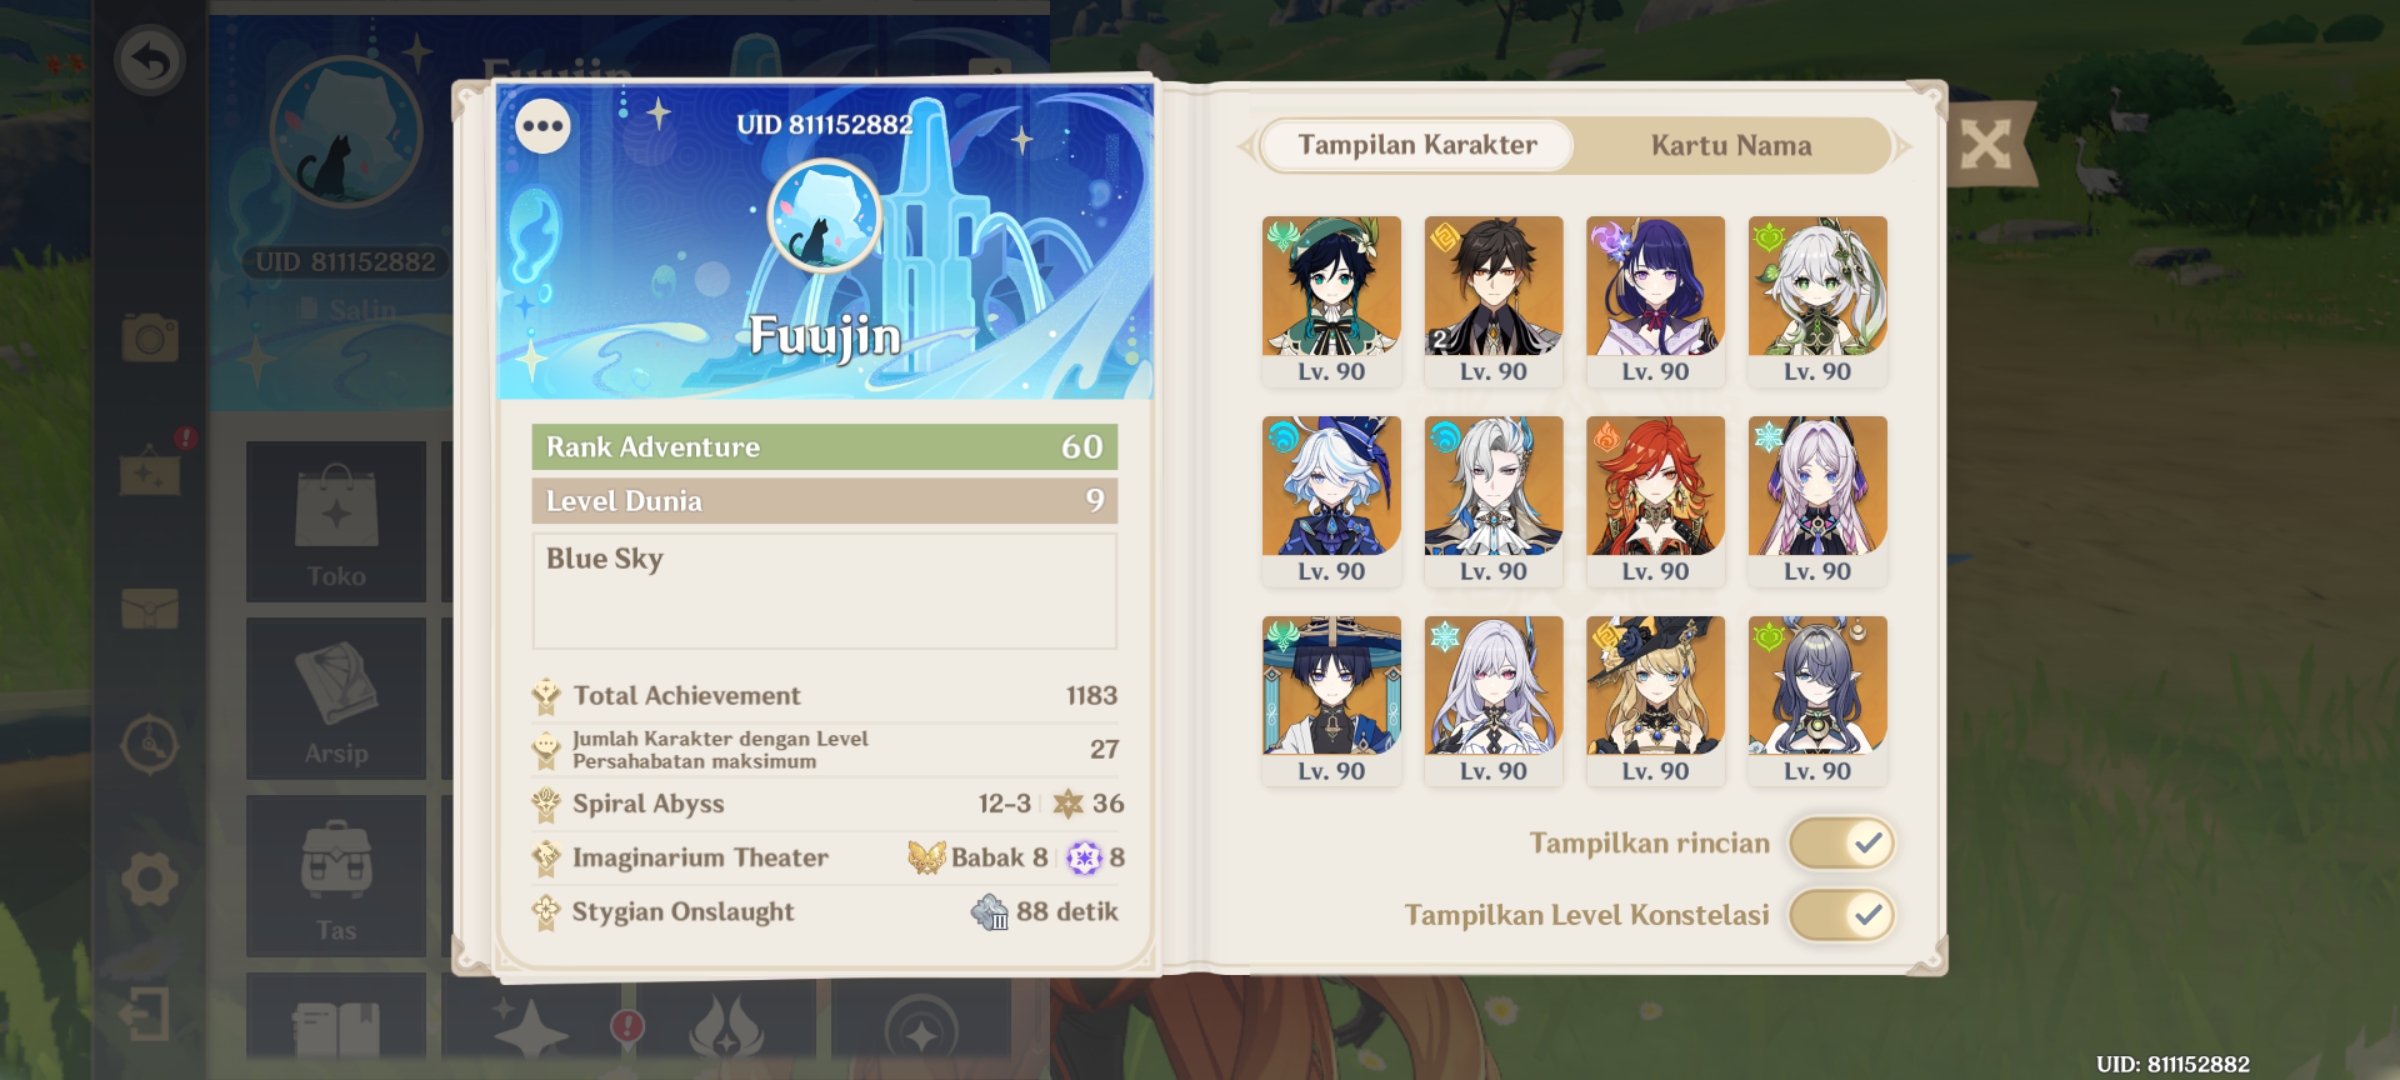 Fuujin
UID 811152882
Salin
Toko
Arsip
Tas
UID 811152882
Fuujin
Rank Adventure 60
Level Dunia 9
Blue Sky
Total Achievement 1183
Jumlah Karakter dengan Level
Persahabatan maksimum 27
Spiral Abyss 12-3 36
Imaginarium Theater Babak 8 8
Stygian Onslaught III 88 detik
Tampilan Karakter Kartu Nama
2
Lv. 90 Lv. 90 Lv. 90 Lv. 90
Lv. 90 Lv. 90 Lv. 90 Lv. 90
Lv. 90 Lv. 90 Lv. 90 Lv. 90
Tampilkan rincian
Tampilkan Level Konstelasi
UID: 811152882